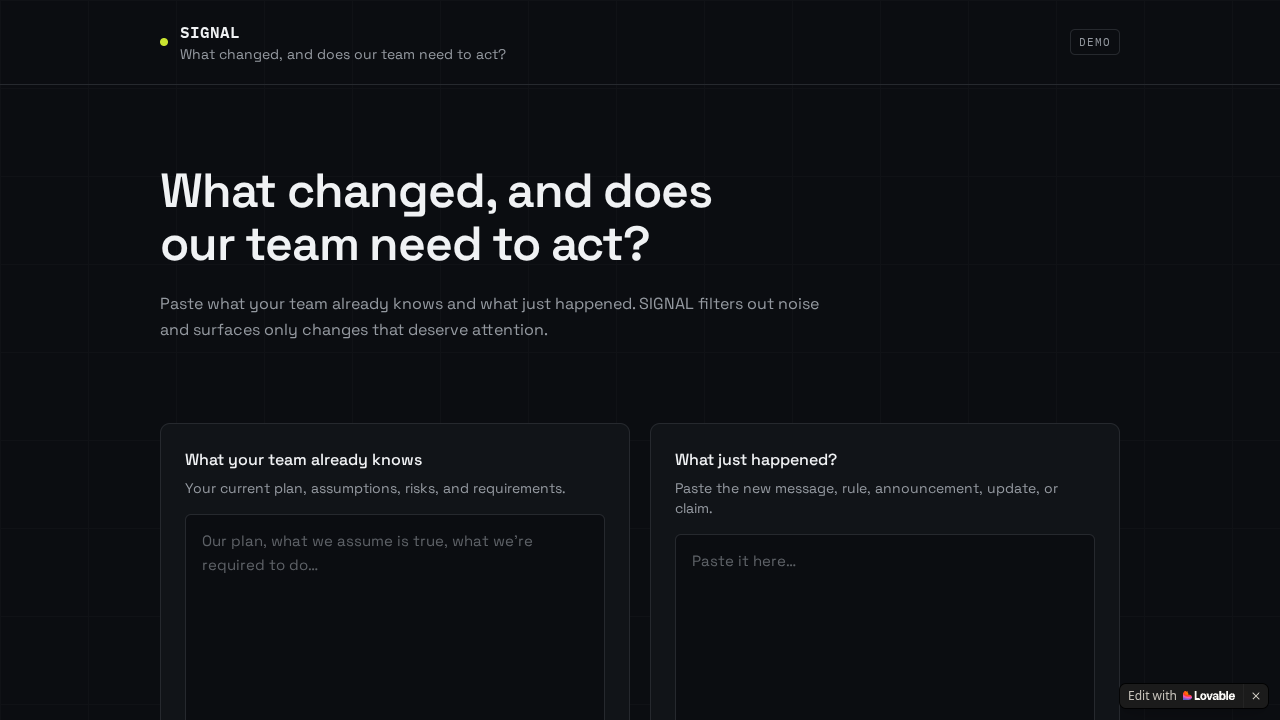 SIGNAL
What changed, and does our team need to act?
DEMO
What changed, and does
our team need to act?
Paste what your team already knows and what just happened. SIGNAL filters out noise
and surfaces only changes that deserve attention.
What your team already knows
Your current plan, assumptions, risks, and requirements.
Our plan, what we assume is true, what we're
required to do…
What just happened?
Paste the new message, rule, announcement, update, or
claim.
Paste it here…
Edit with Lovable ×